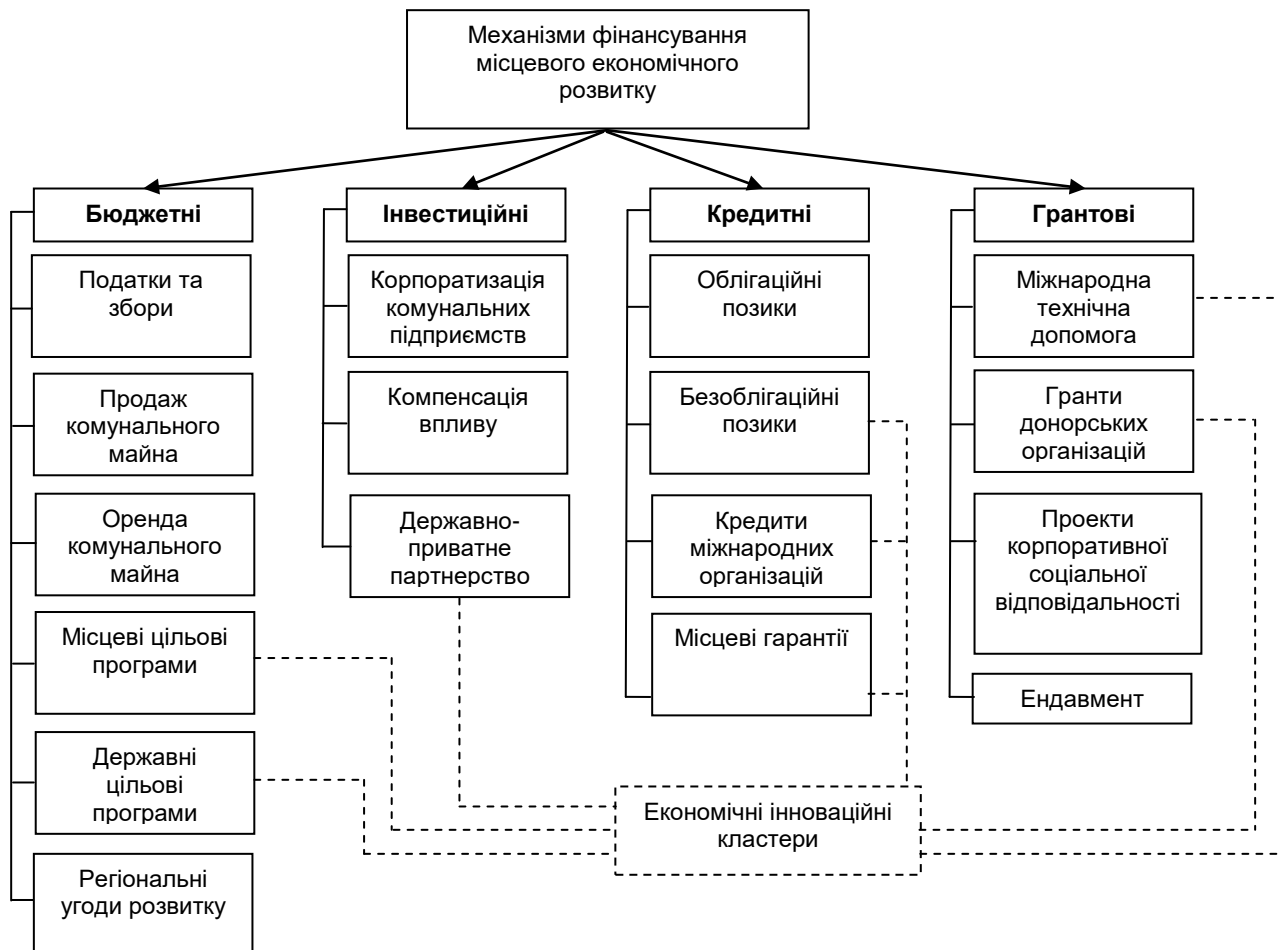 Механізми фінансування
місцевого економічного
розвитку
Бюджетні
Податки та
збори
Продаж
комунального
майна
Оренда
комунального
майна
Місцеві цільові
програми
Державні
цільові
програми
Регіональні
угоди розвитку
Інвестиційні
Корпоратизація
комунальних
підприємств
Компенсація
впливу
Державно-
приватне
партнерство
Кредитні
Облігаційні
позики
Безоблігаційні
позики
Кредити
міжнародних
організацій
Місцеві гарантії
Грантові
Міжнародна
технічна
допомога
Гранти
донорських
організацій
Проекти
корпоративної
соціальної
відповідальності
Ендавмент
Економічні інноваційні
кластери